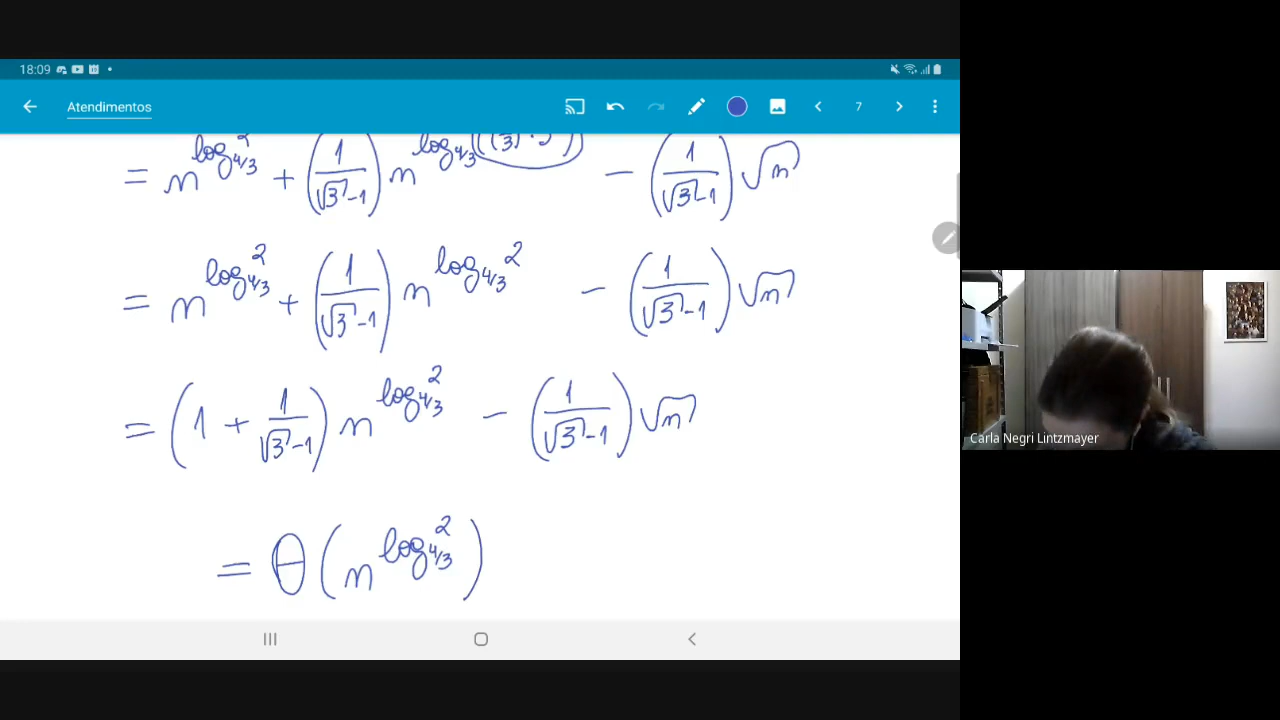 18:09
Atendimentos
7
= n^{log_{4/3} 2} + (1/(√3 - 1)) n^{log_{4/3}} - (1/(√3 - 1)) √n
= n^{log_{4/3} 2} + (1/(√3 - 1)) n^{log_{4/3} 2} - (1/(√3 - 1)) √n
= (1 + 1/(√3 - 1)) n^{log_{4/3} 2} - (1/(√3 - 1)) √n
= Θ(n^{log_{4/3} 2})
Carla Negri Lintzmayer